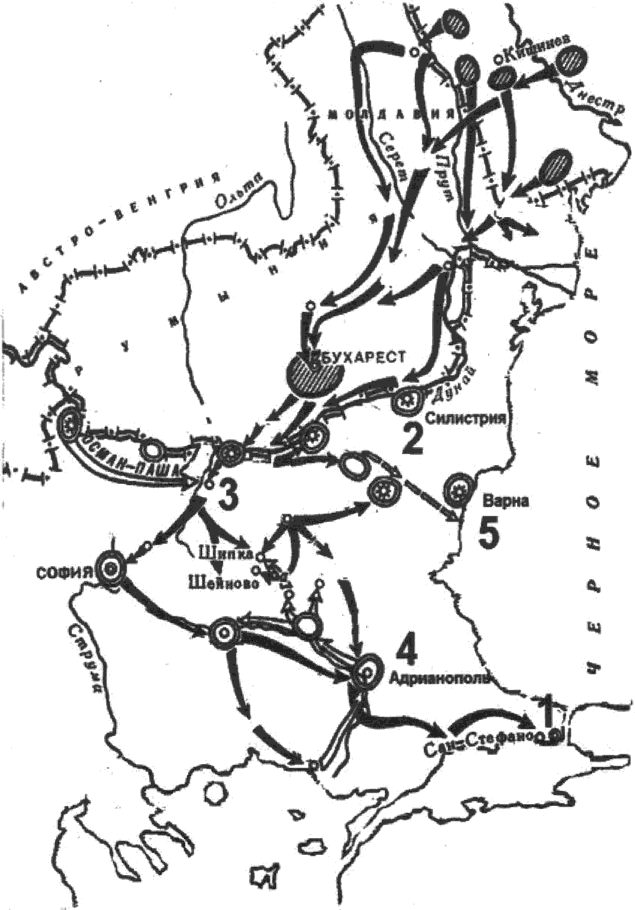 Кишинев
Днестр
МОЛДАВИЯ
Серет
Прут
АВСТРО-ВЕНГРИЯ
Ольта
РУМЫНИЯ
БУХАРЕСТ
Дунай
Силистрия
2
ОСМАН-ПАША
3
Варна
5
ЧЕРНОЕ МОРЕ
Шипка
Шейново
СОФИЯ
Струма
4
Адрианополь
1
Сан-Стефано